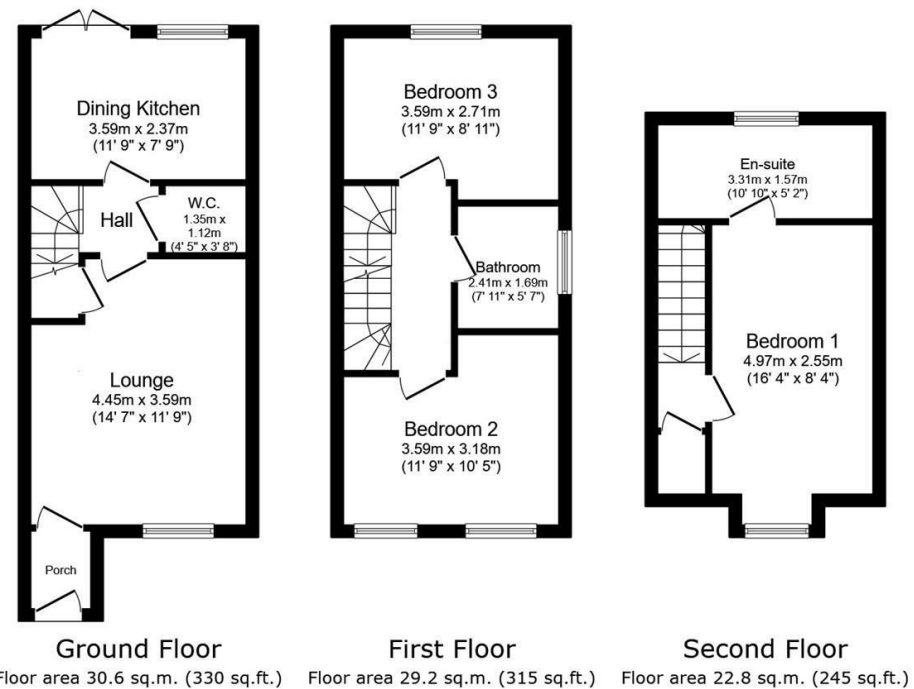 Dining Kitchen
3.59m x 2.37m
(11' 9" x 7' 9")
Hall
W.C.
1.35m x
1.12m
(4' 5" x 3' 8")
Lounge
4.45m x 3.59m
(14' 7" x 11' 9")
Porch
Ground Floor
Floor area 30.6 sq.m. (330 sq.ft.)
Bedroom 3
3.59m x 2.71m
(11' 9" x 8' 11")
Bathroom
2.41m x 1.69m
(7' 11" x 5' 7")
Bedroom 2
3.59m x 3.18m
(11' 9" x 10' 5")
First Floor
Floor area 29.2 sq.m. (315 sq.ft.)
En-suite
3.31m x 1.57m
(10' 10" x 5' 2")
Bedroom 1
4.97m x 2.55m
(16' 4" x 8' 4")
Second Floor
Floor area 22.8 sq.m. (245 sq.ft.)